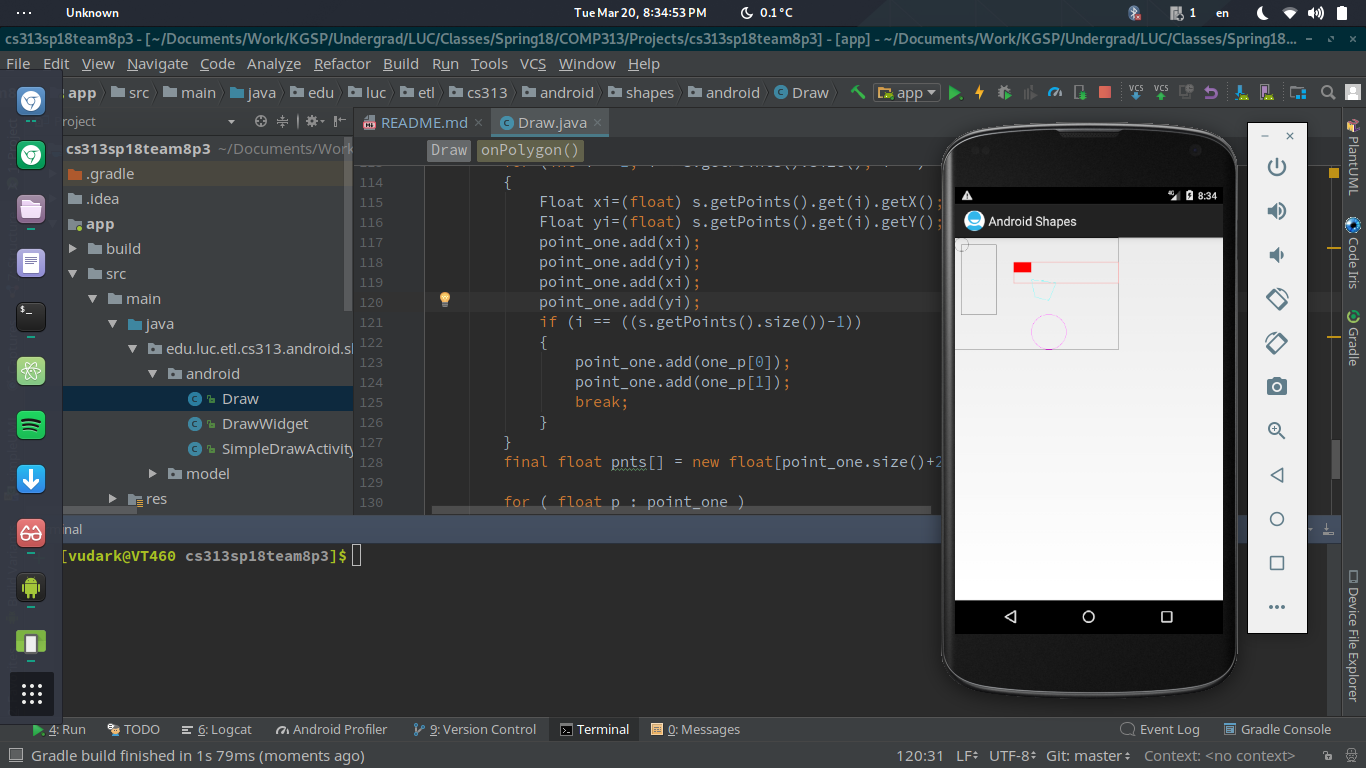 Unknown
Tue Mar 20, 8:34:53 PM
0.1 °C
1
en
cs313sp18team8p3 - [~/Documents/Work/KGSP/Undergrad/LUC/Classes/Spring18/COMP313/Projects/cs313sp18team8p3] - [app] - ~/Documents/Work/KGSP/Undergrad/LUC/Classes/Spring18...
File Edit View Navigate Code Analyze Refactor Build Run Tools VCS Window Help
app src main java edu luc etl cs313 android shapes android Draw app VCS VCS
roject
README.md
Draw.java
cs313sp18team8p3 ~/Documents/Work
.gradle
.idea
app
build
src
main
java
edu.luc.etl.cs313.android.sh
android
Draw
DrawWidget
SimpleDrawActivity
model
res
Draw onPolygon()
114 {
115 Float xi=(float) s.getPoints().get(i).getX();
116 Float yi=(float) s.getPoints().get(i).getY();
117 point_one.add(xi);
118 point_one.add(yi);
119 point_one.add(xi);
120 point_one.add(yi);
121 if (i == ((s.getPoints().size())-1))
122 {
123 point_one.add(one_p[0]);
124 point_one.add(one_p[1]);
125 break;
126 }
127 }
128 final float pnts[] = new float[point_one.size()+2
129
130 for ( float p : point_one )
4G 8:34
Android Shapes
PlantUML
Code Iris
Gradle
Device File Explorer
nal
[vudark@VT460 cs313sp18team8p3]$
4: Run TODO 6: Logcat Android Profiler 9: Version Control Terminal 0: Messages Event Log Gradle Console
Gradle build finished in 1s 79ms (moments ago) 120:31 LF UTF-8 Git: master Context: <no context>